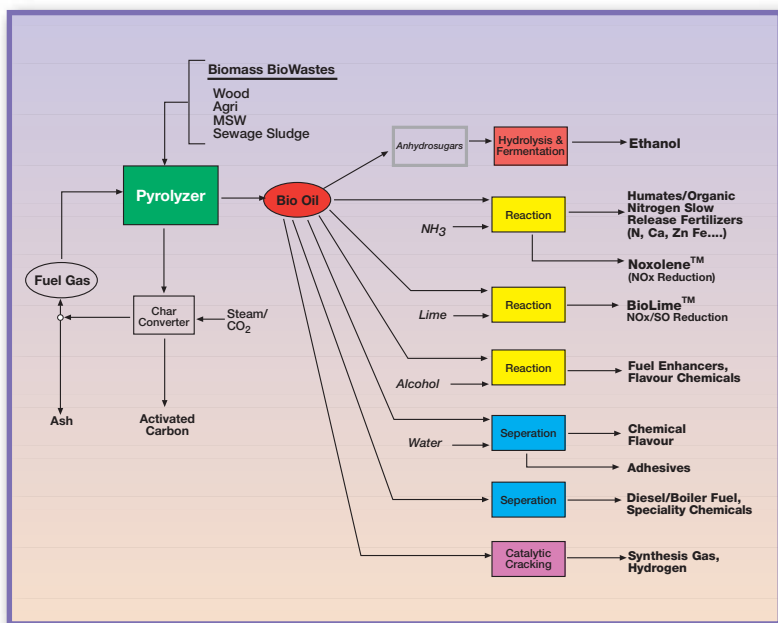 Biomass BioWastes
Wood
Agri
MSW
Sewage Sludge
Pyrolyzer
Bio Oil
Fuel Gas
Char
Converter
Steam/
CO2
Ash
Activated
Carbon
Anhydrosugars
Hydrolysis &
Fermentation
Ethanol
NH3
Reaction
Humates/Organic
Nitrogen Slow
Release Fertilizers
(N, Ca, Zn Fe....)
Noxolene™
(NOx Reduction)
Lime
Reaction
BioLime™
NOx/SO Reduction
Alcohol
Reaction
Fuel Enhancers,
Flavour Chemicals
Water
Seperation
Chemical
Flavour
Adhesives
Seperation
Diesel/Boiler Fuel,
Speciality Chemicals
Catalytic
Cracking
Synthesis Gas,
Hydrogen